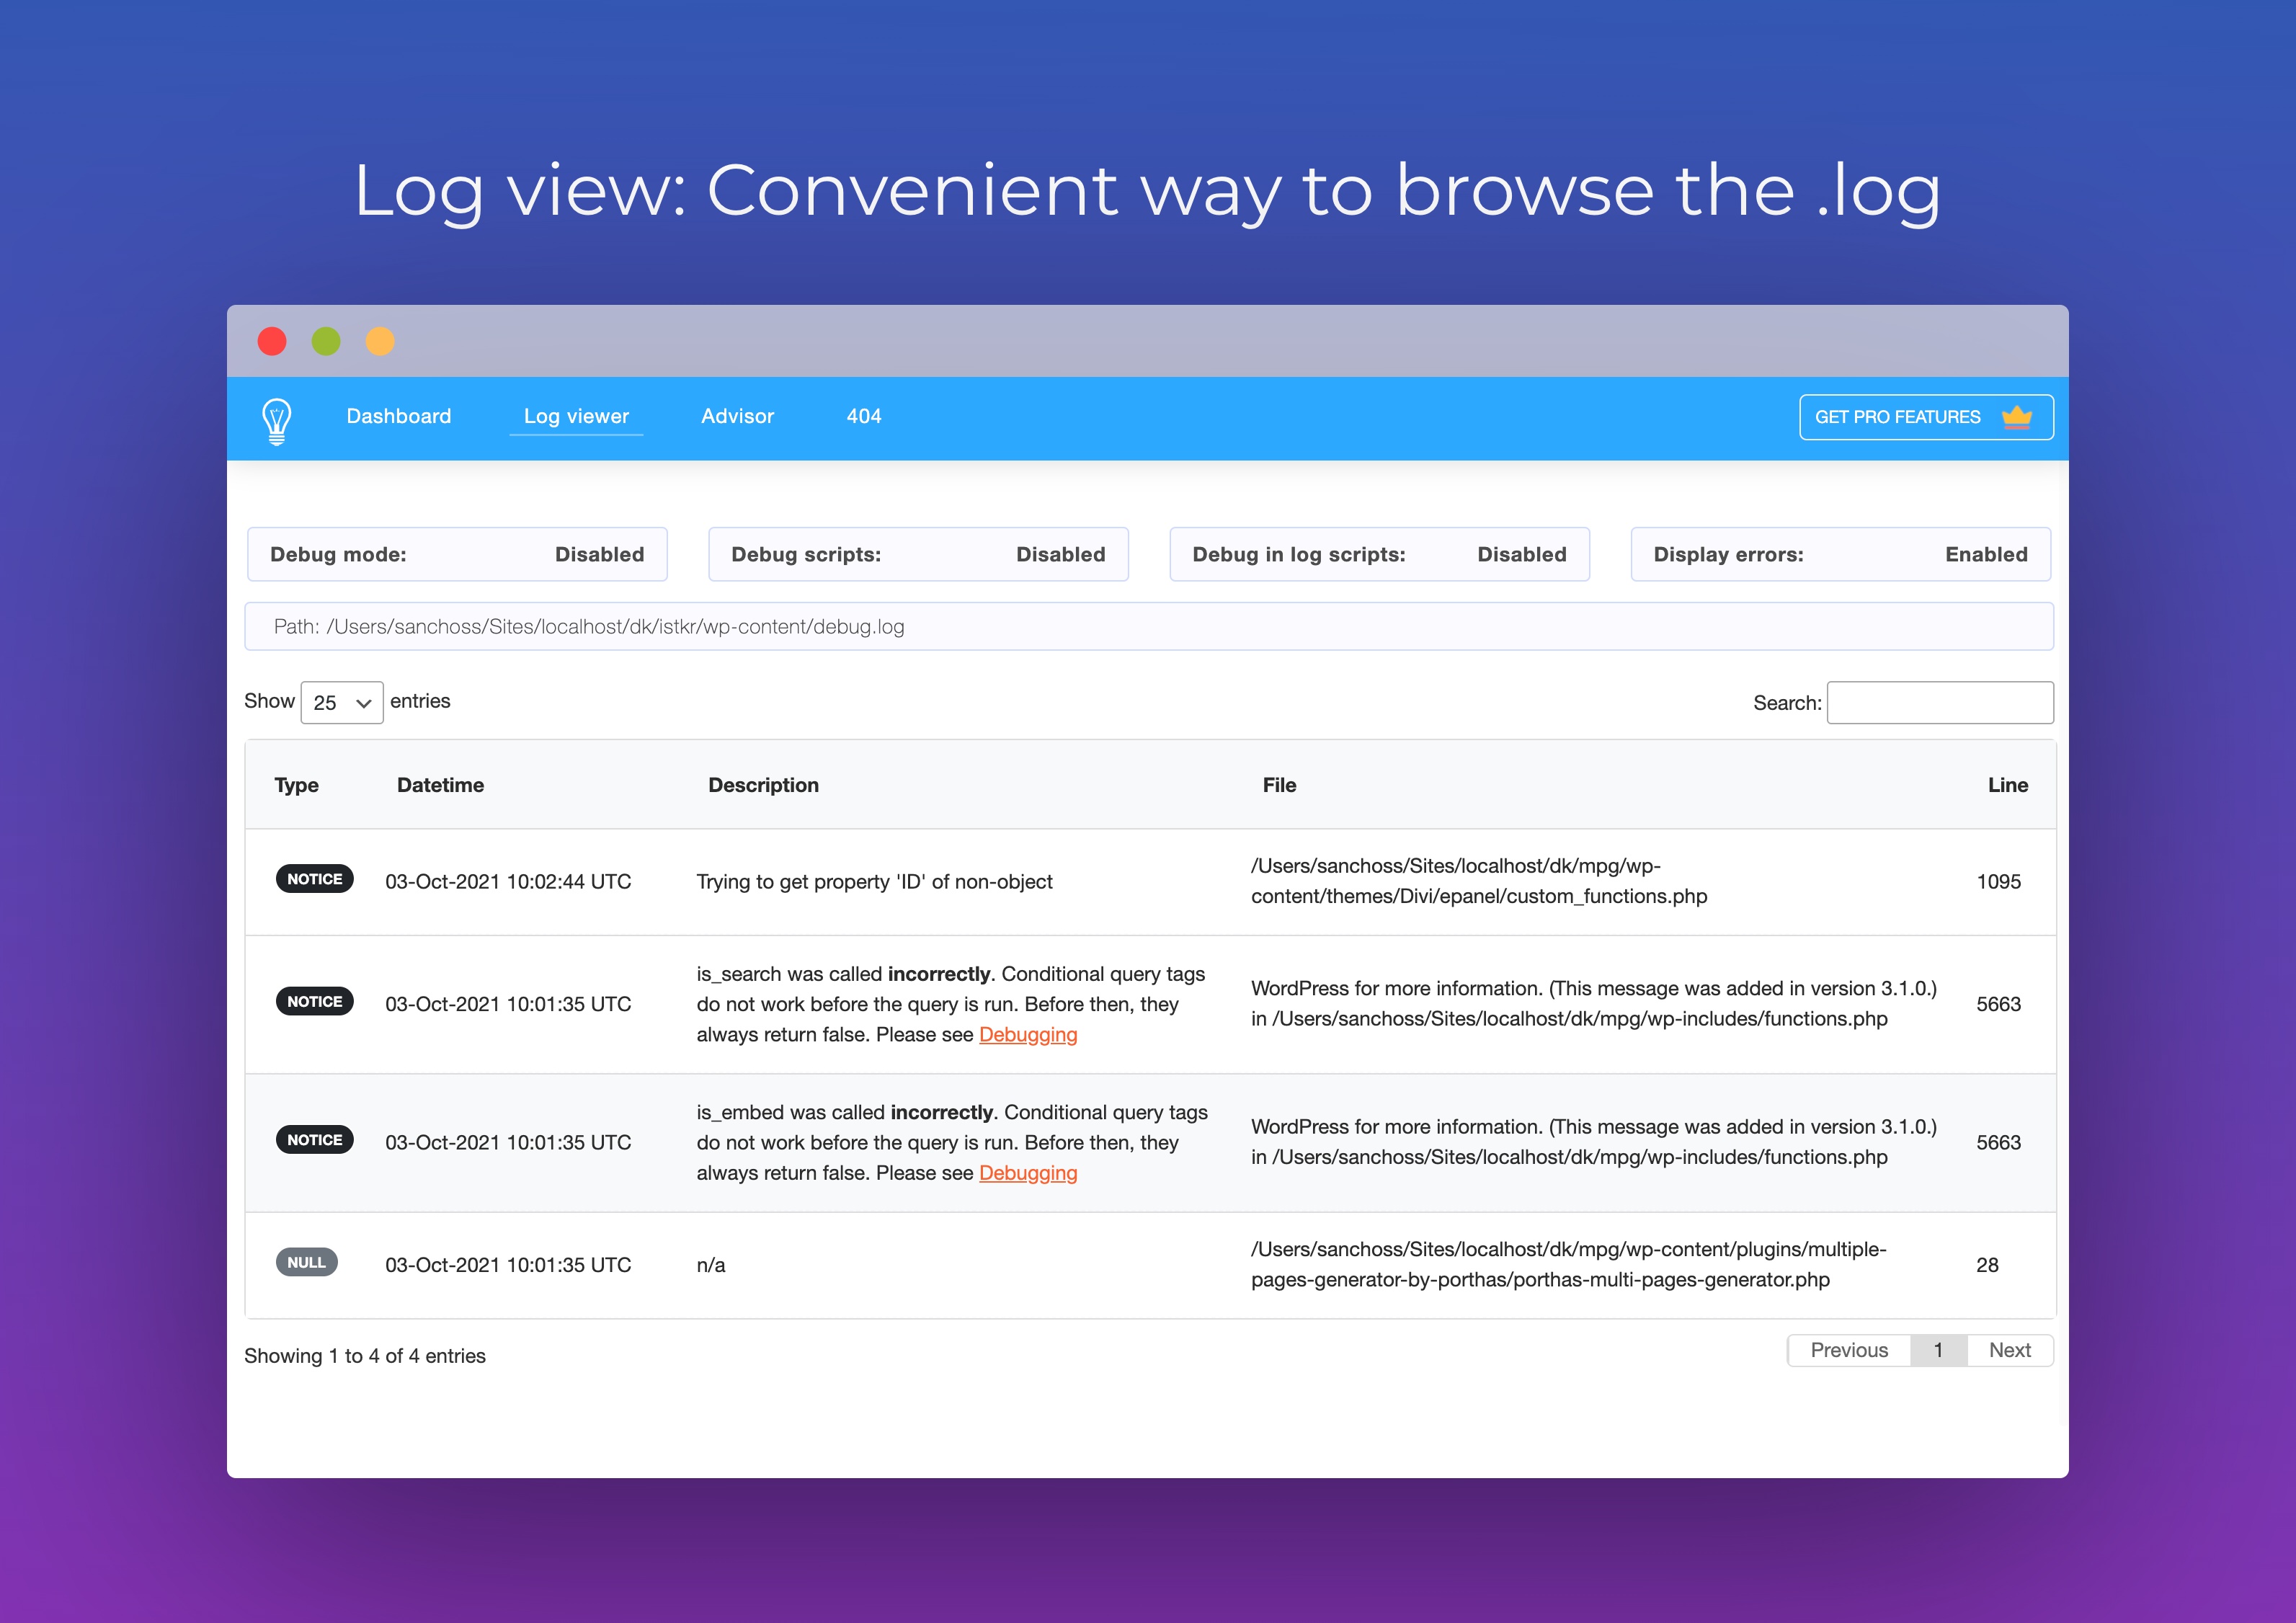 Log view: Convenient way to browse the .log
Dashboard Log viewer Advisor 404 GET PRO FEATURES
Debug mode: Disabled Debug scripts: Disabled Debug in log scripts: Disabled Display errors: Enabled
Path: /Users/sanchoss/Sites/localhost/dk/istkr/wp-content/debug.log
Show 25 entries Search:
Type Datetime Description File Line
NOTICE 03-Oct-2021 10:02:44 UTC Trying to get property 'ID' of non-object
/Users/sanchoss/Sites/localhost/dk/mpg/wp-
content/themes/Divi/epanel/custom_functions.php
1095
NOTICE 03-Oct-2021 10:01:35 UTC
is_search was called incorrectly. Conditional query tags
do not work before the query is run. Before then, they
always return false. Please see Debugging
WordPress for more information. (This message was added in version 3.1.0.)
in /Users/sanchoss/Sites/localhost/dk/mpg/wp-includes/functions.php
5663
NOTICE 03-Oct-2021 10:01:35 UTC
is_embed was called incorrectly. Conditional query tags
do not work before the query is run. Before then, they
always return false. Please see Debugging
WordPress for more information. (This message was added in version 3.1.0.)
in /Users/sanchoss/Sites/localhost/dk/mpg/wp-includes/functions.php
5663
NULL 03-Oct-2021 10:01:35 UTC n/a
/Users/sanchoss/Sites/localhost/dk/mpg/wp-content/plugins/multiple-
pages-generator-by-porthas/porthas-multi-pages-generator.php
28
Showing 1 to 4 of 4 entries Previous 1 Next